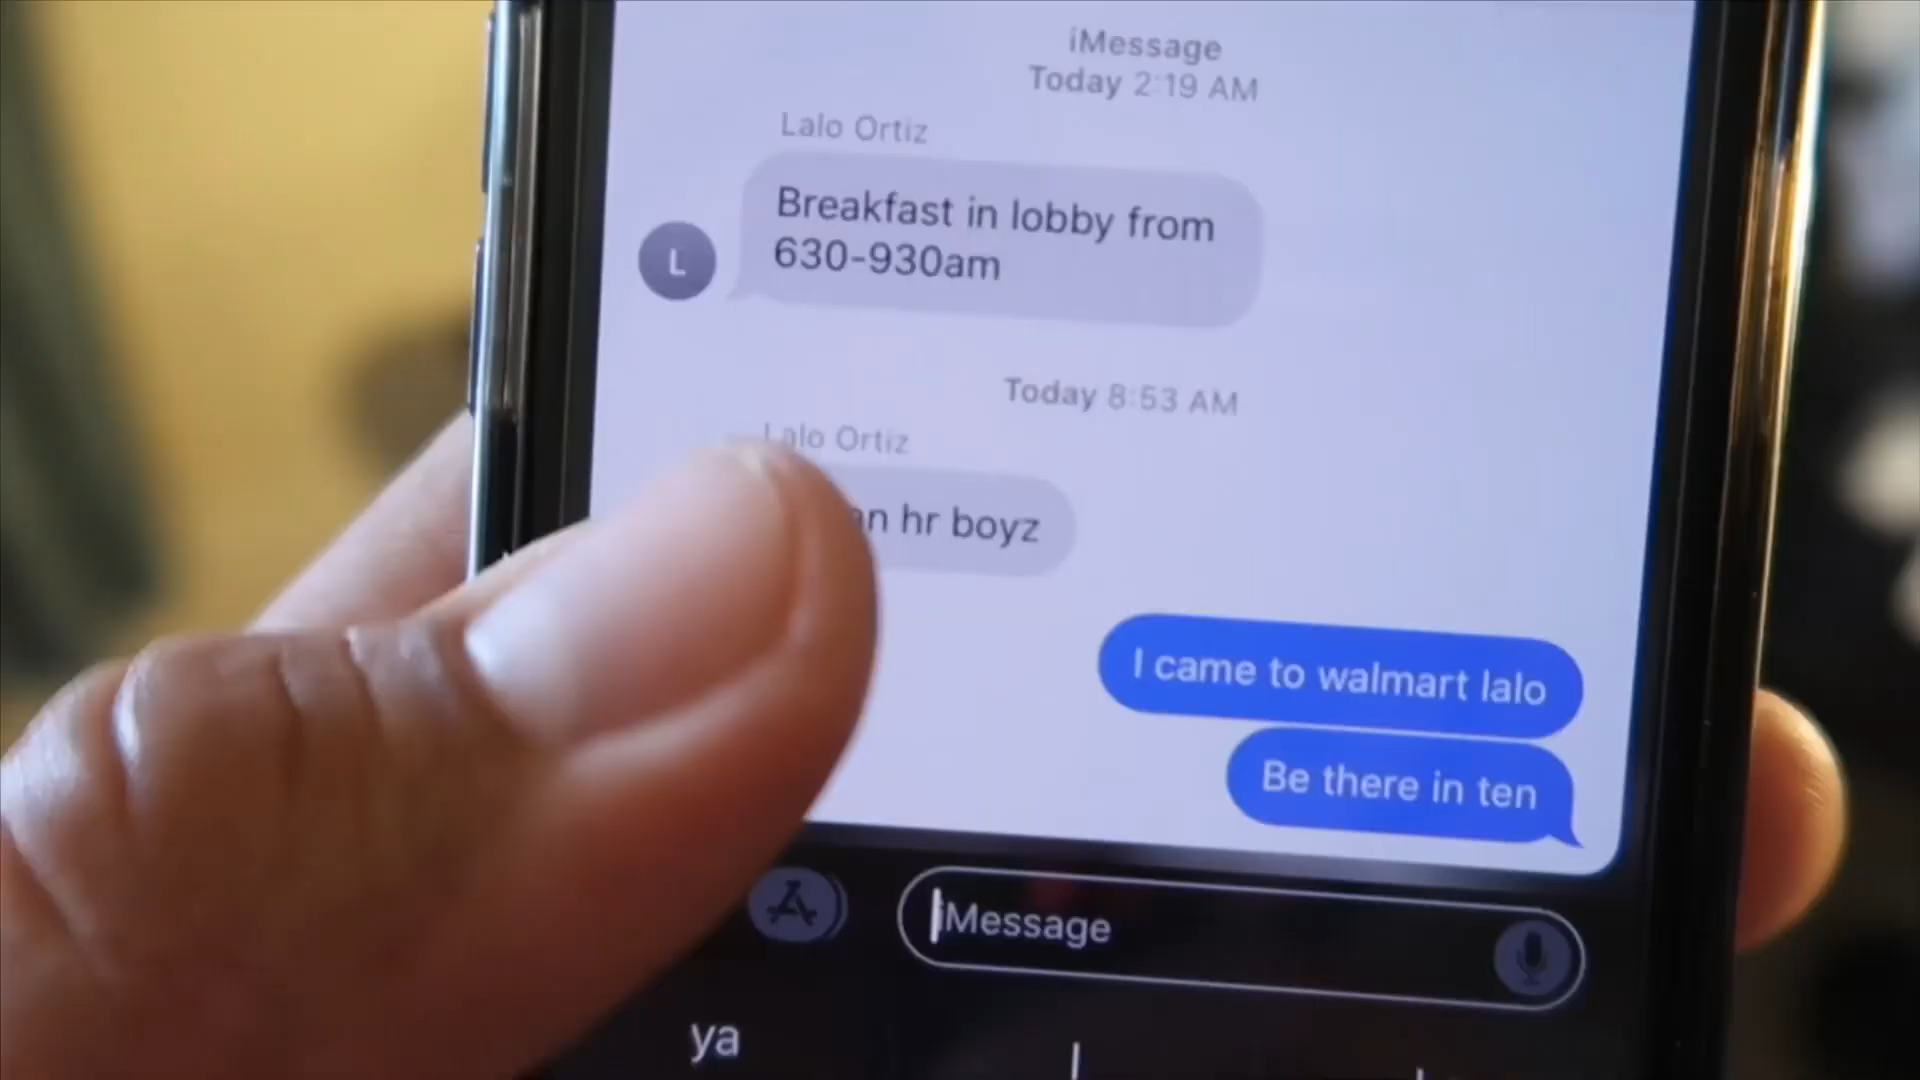 iMessage
Today 2:19 AM
Lalo Ortiz
Breakfast in lobby from
630-930am
L
Today 8:53 AM
Lalo Ortiz
hr boyz
I came to walmart lalo
Be there in ten
iMessage
ya